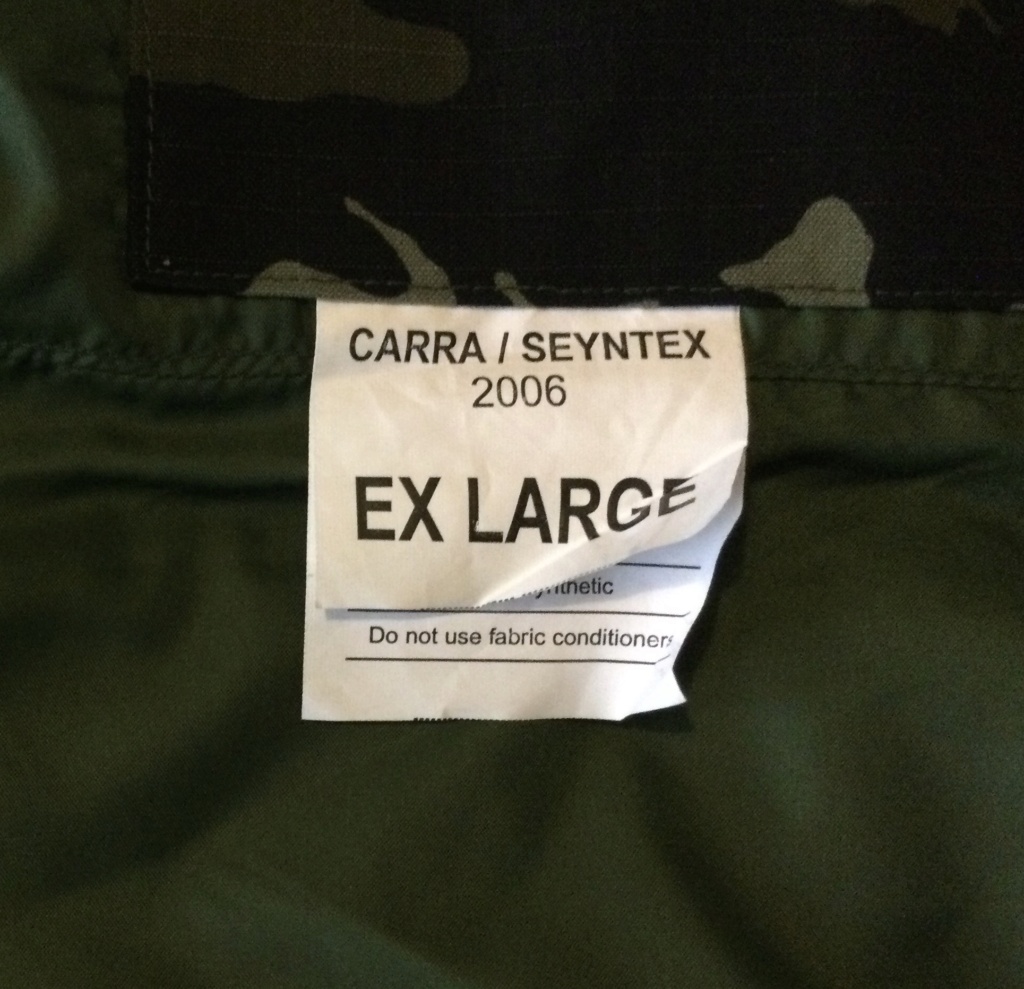 CARRA / SEYNTEX
2006
EX LARGE
Do not use fabric conditioners